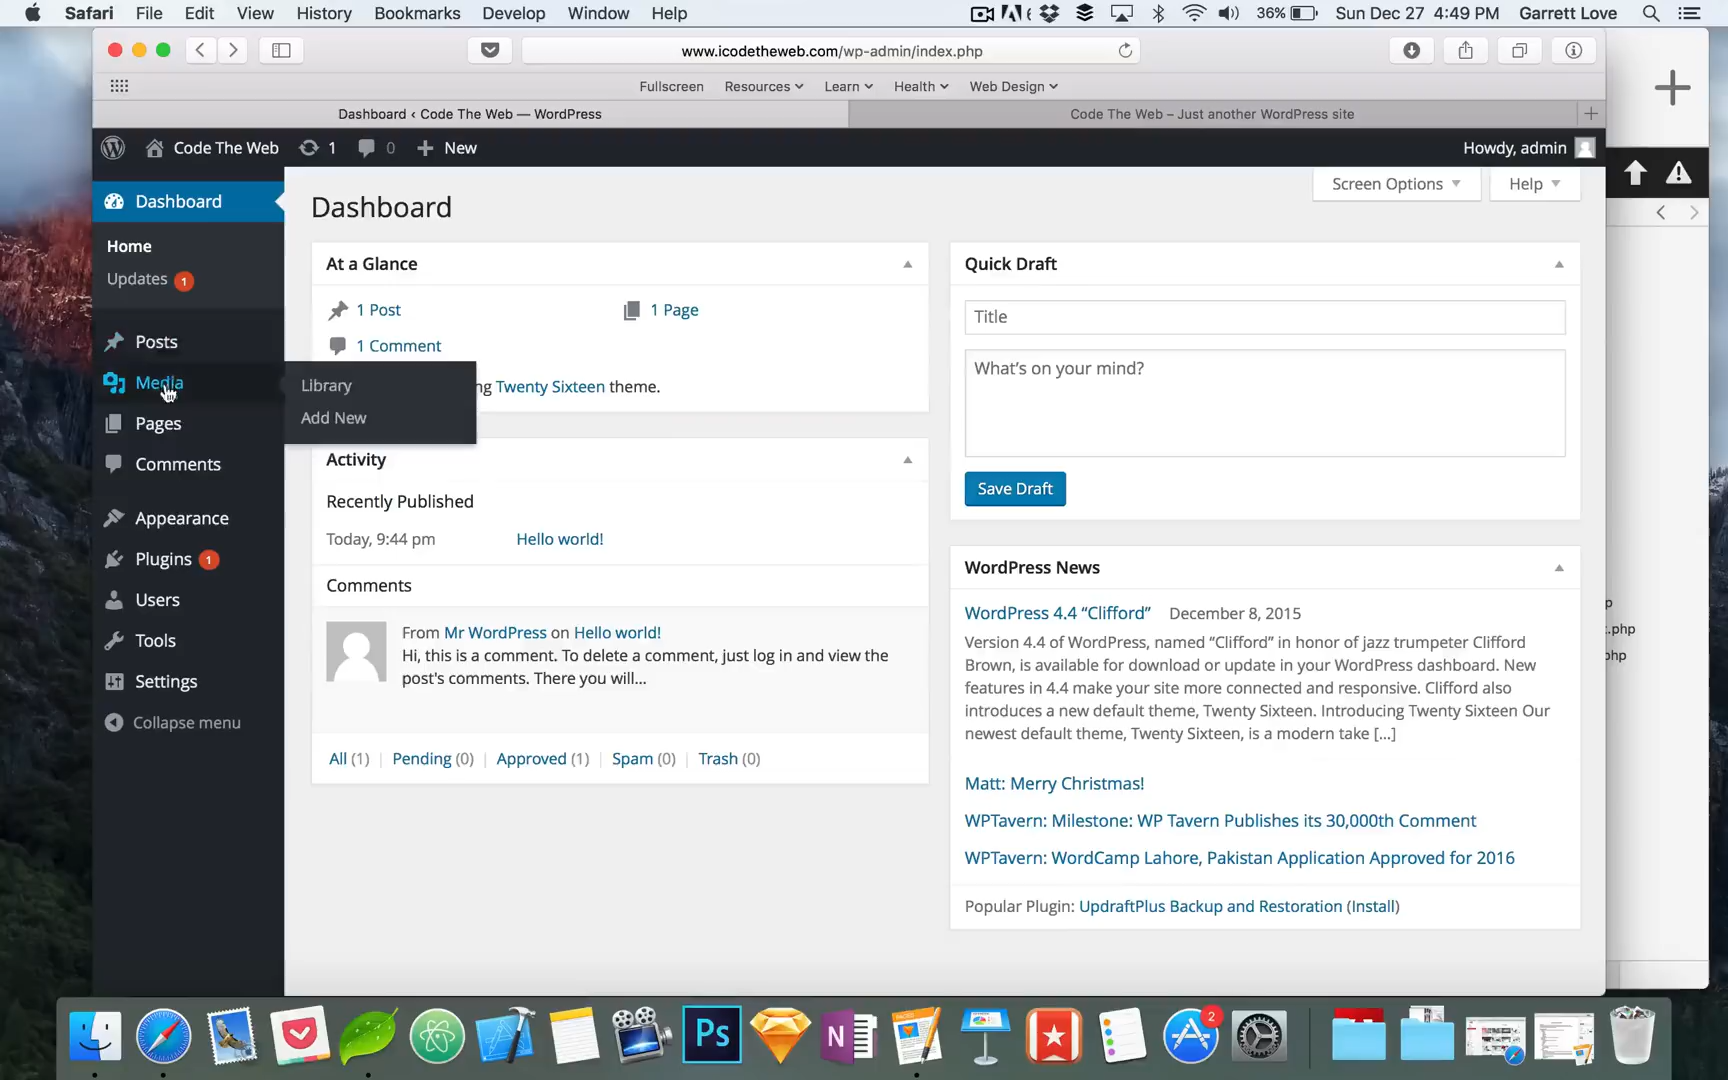 Safari File Edit View History Bookmarks Develop Window Help 36% Sun Dec 27 4:49 PM Garrett Love
www.icodetheweb.com/wp-admin/index.php
Fullscreen Resources Learn Health Web Design
Dashboard ‹ Code The Web — WordPress
Code The Web – Just another WordPress site
Code The Web 1 0 New
Howdy, admin
Dashboard
Home
Updates 1
Posts
Media
Pages
Comments
Appearance
Plugins 1
Users
Tools
Settings
Collapse menu
Library
Add New
Screen Options
Help
Dashboard
At a Glance
1 Post
1 Page
1 Comment
ng Twenty Sixteen theme.
Activity
Recently Published
Today, 9:44 pm Hello world!
Comments
From Mr WordPress on Hello world!
Hi, this is a comment. To delete a comment, just log in and view the
post's comments. There you will...
All (1) | Pending (0) | Approved (1) | Spam (0) | Trash (0)
Quick Draft
Title
What's on your mind?
Save Draft
WordPress News
WordPress 4.4 “Clifford” December 8, 2015
Version 4.4 of WordPress, named “Clifford” in honor of jazz trumpeter Clifford
Brown, is available for download or update in your WordPress dashboard. New
features in 4.4 make your site more connected and responsive. Clifford also
introduces a new default theme, Twenty Sixteen. Introducing Twenty Sixteen Our
newest default theme, Twenty Sixteen, is a modern take [...]
Matt: Merry Christmas!
WPTavern: Milestone: WP Tavern Publishes its 30,000th Comment
WPTavern: WordCamp Lahore, Pakistan Application Approved for 2016
Popular Plugin: UpdraftPlus Backup and Restoration (Install)
p
.php
php
Ps
N
2